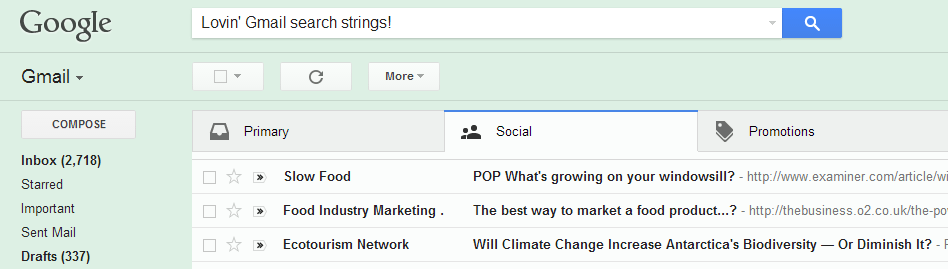 Google
Lovin' Gmail search strings!
Gmail
More
COMPOSE
Primary
Social
Promotions
Inbox (2,718)
Starred
Important
Sent Mail
Drafts (337)
Slow Food POP What's growing on your windowsill? - http://www.examiner.com/article/wi
Food Industry Marketing . The best way to market a food product...? - http://thebusiness.o2.co.uk/the-po
Ecotourism Network Will Climate Change Increase Antarctica's Biodiversity — Or Diminish It? - F